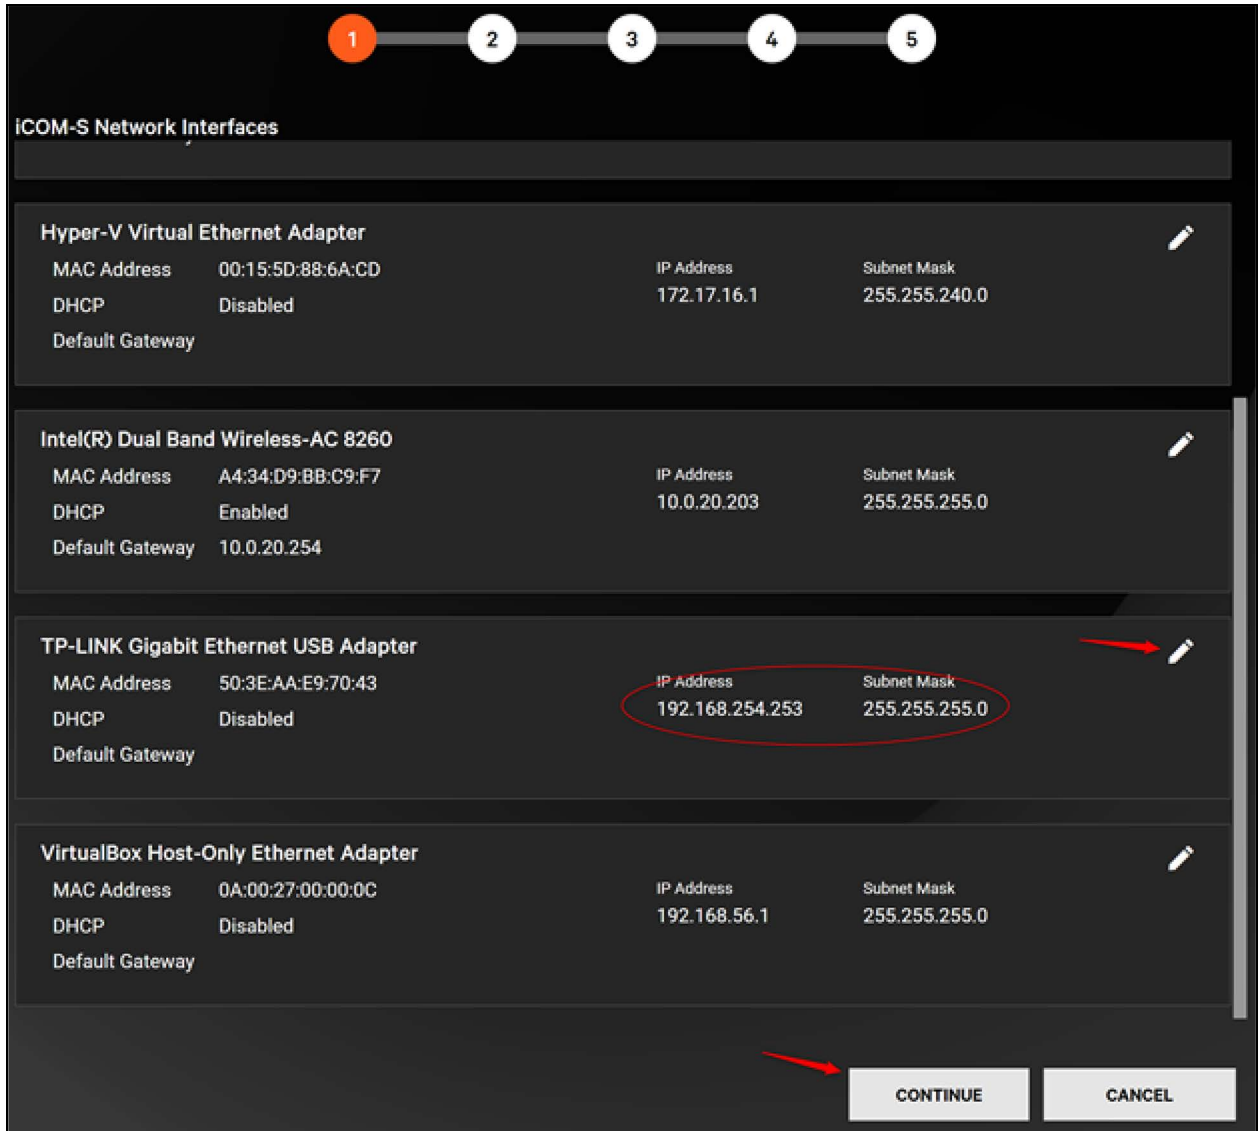 1 2 3 4 5
iCOM-S Network Interfaces
Hyper-V Virtual Ethernet Adapter
MAC Address 00:15:5D:88:6A:CD IP Address Subnet Mask
DHCP Disabled 172.17.16.1 255.255.240.0
Default Gateway
Intel(R) Dual Band Wireless-AC 8260
MAC Address A4:34:D9:BB:C9:F7 IP Address Subnet Mask
DHCP Enabled 10.0.20.203 255.255.255.0
Default Gateway 10.0.20.254
TP-LINK Gigabit Ethernet USB Adapter
MAC Address 50:3E:AA:E9:70:43 IP Address Subnet Mask
DHCP Disabled 192.168.254.253 255.255.255.0
Default Gateway
VirtualBox Host-Only Ethernet Adapter
MAC Address 0A:00:27:00:00:0C IP Address Subnet Mask
DHCP Disabled 192.168.56.1 255.255.255.0
Default Gateway
CONTINUE CANCEL